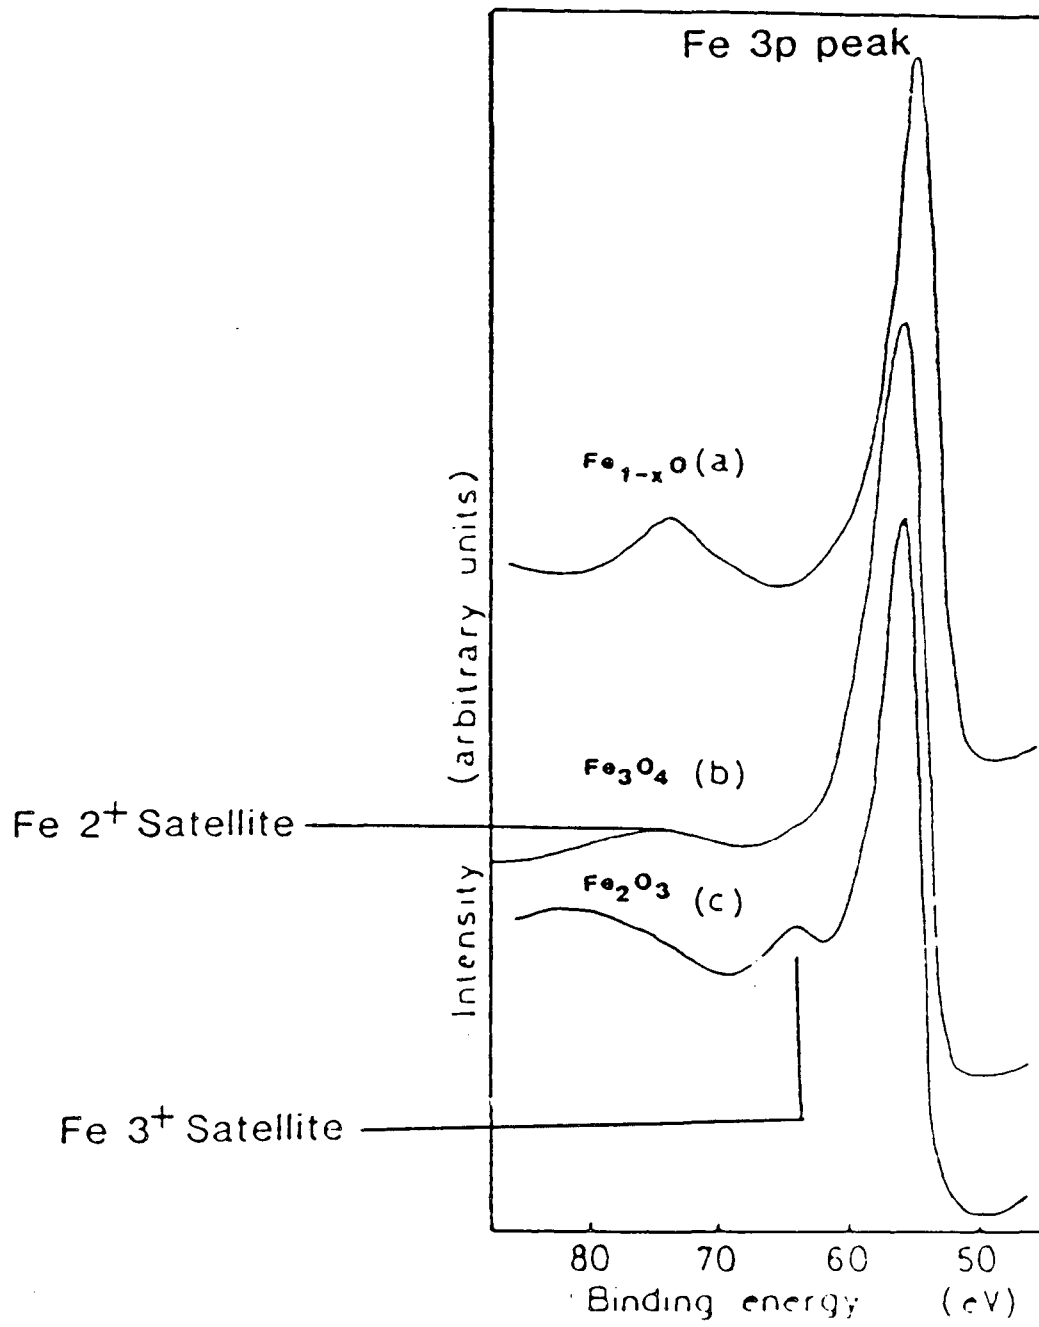 Fe 3p peak
Fe₁₋ₓO (a)
Fe₃O₄ (b)
Fe 2⁺ Satellite
Fe₂O₃ (c)
Fe 3⁺ Satellite
Intensity (arbitrary units)
80 70 60 50
Binding energy (eV)